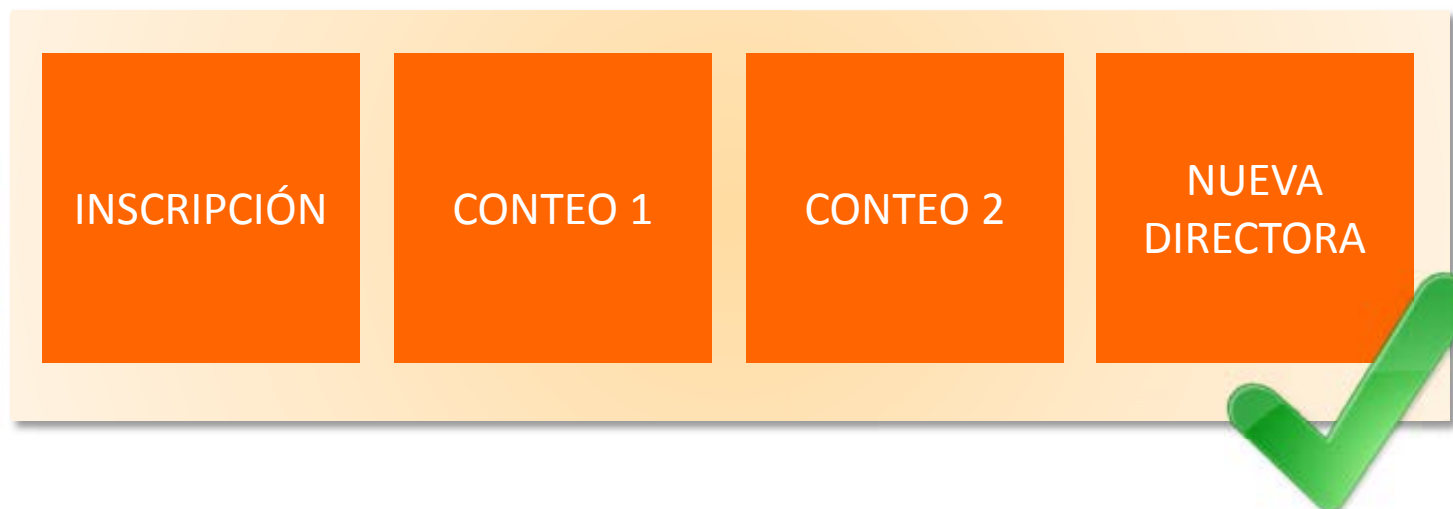 INSCRIPCIÓN
CONTEO 1
CONTEO 2
NUEVA
DIRECTORA